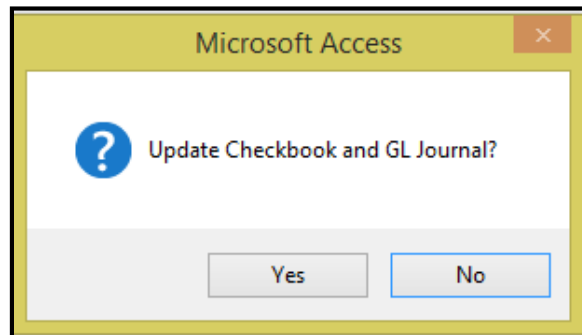 Microsoft Access
Update Checkbook and GL Journal?
Yes No